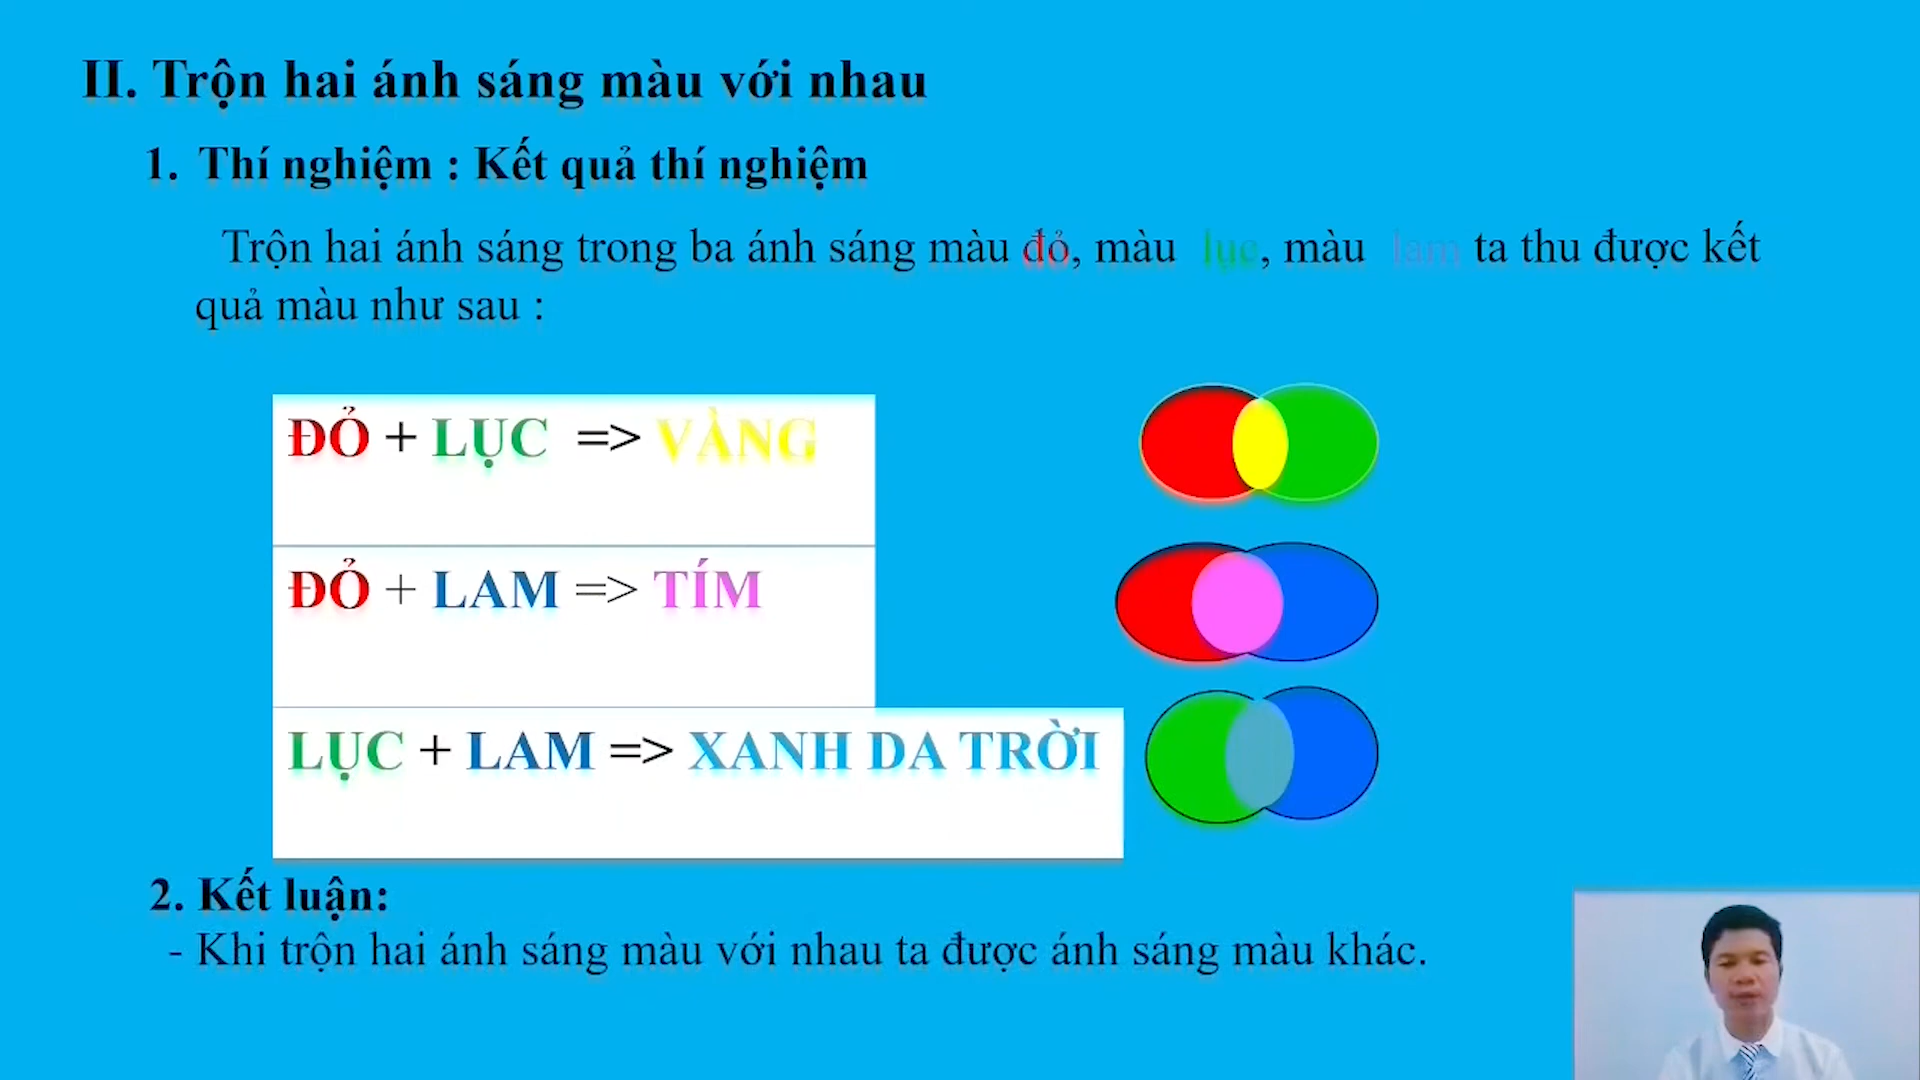 II. Trộn hai ánh sáng màu với nhau
1. Thí nghiệm : Kết quả thí nghiệm
Trộn hai ánh sáng trong ba ánh sáng màu đỏ, màu lục, màu lam ta thu được kết
quả màu như sau :
ĐỎ + LỤC => VÀNG
ĐỎ + LAM => TÍM
LỤC + LAM => XANH DA TRỜI
2. Kết luận:
- Khi trộn hai ánh sáng màu với nhau ta được ánh sáng màu khác.